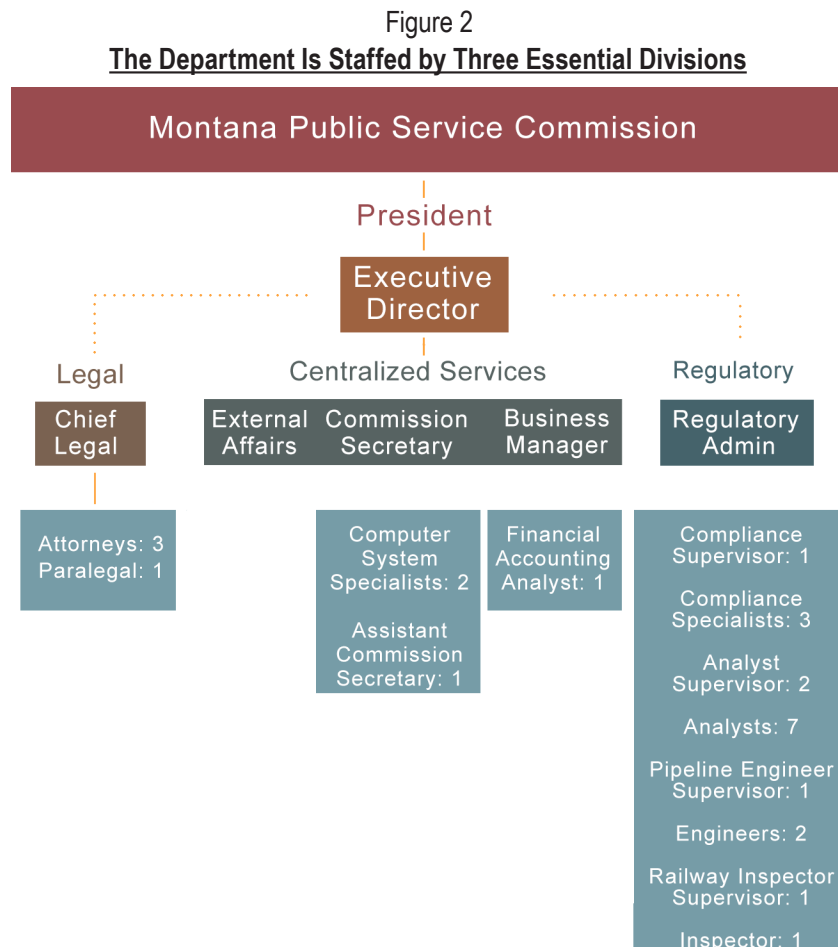 Figure 2
The Department Is Staffed by Three Essential Divisions
Montana Public Service Commission
President
Executive
Director
Legal
Centralized Services
Regulatory
Chief
Legal
External
Affairs
Commission
Secretary
Business
Manager
Regulatory
Admin
Attorneys: 3
Paralegal: 1
Computer
System
Specialists: 2
Assistant
Commission
Secretary: 1
Financial
Accounting
Analyst: 1
Compliance
Supervisor: 1
Compliance
Specialists: 3
Analyst
Supervisor: 2
Analysts: 7
Pipeline Engineer
Supervisor: 1
Engineers: 2
Railway Inspector
Supervisor: 1
Inspector: 1